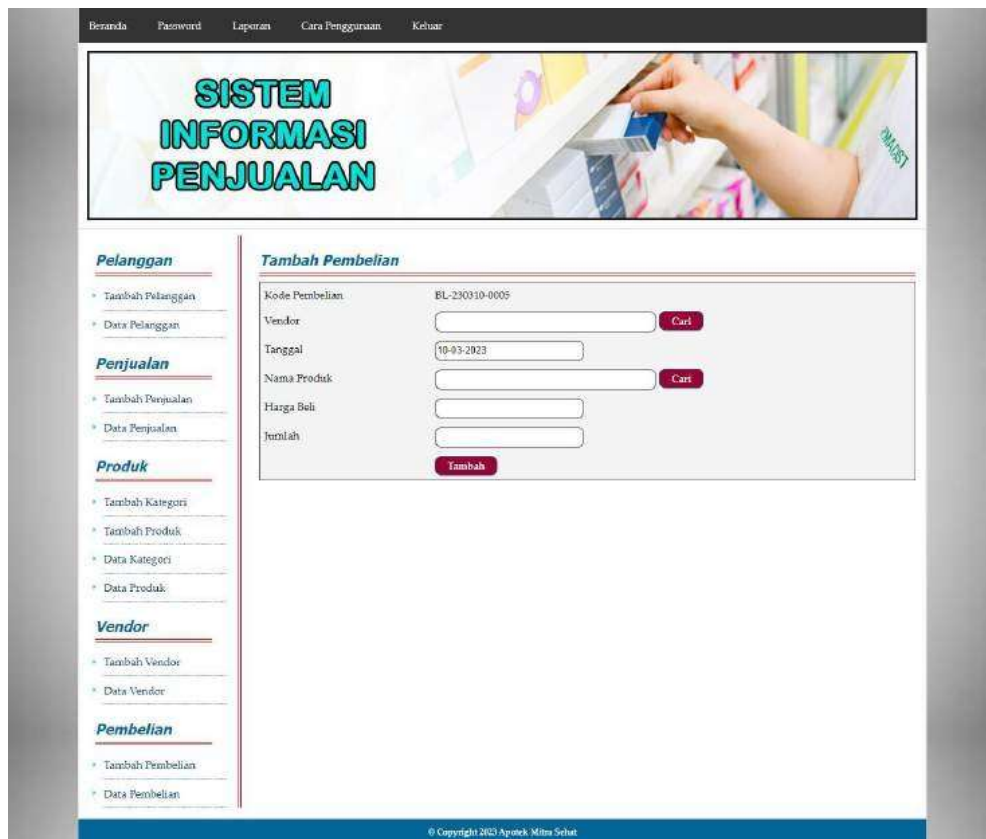 Beranda Password Laporan Cara Penggunaan Keluar
SISTEM
INFORMASI
PENJUALAN
Pelanggan
Tambah Pelanggan
Data Pelanggan
Penjualan
Tambah Penjualan
Data Penjualan
Produk
Tambah Kategori
Tambah Produk
Data Kategori
Data Produk
Vendor
Tambah Vendor
Data Vendor
Pembelian
Tambah Pembelian
Data Pembelian
Tambah Pembelian
Kode Pembelian BL-230310-0005
Vendor Cari
Tanggal 10-03-2023
Nama Produk Cari
Harga Beli
Jumlah
Tambah
© Copyright 2023 Apotek Mitra Sehat